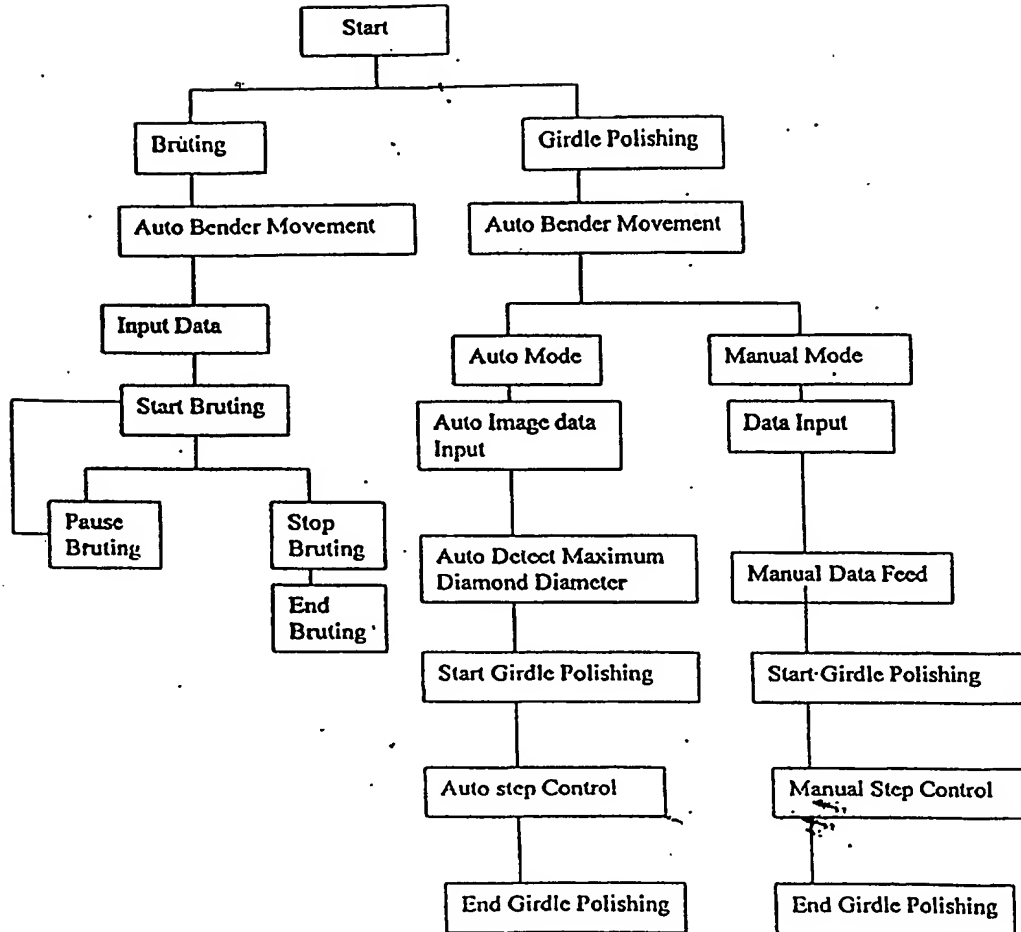 Start
Bruting
Girdle Polishing
Auto Bender Movement
Auto Bender Movement
Input Data
Auto Mode
Manual Mode
Start Bruting
Auto Image data
Input
Data Input
Pause
Bruting
Stop
Bruting
Auto Detect Maximum
Diamond Diameter
Manual Data Feed
End
Bruting
Start Girdle Polishing
Start Girdle Polishing
Auto step Control
Manual Step Control
End Girdle Polishing
End Girdle Polishing